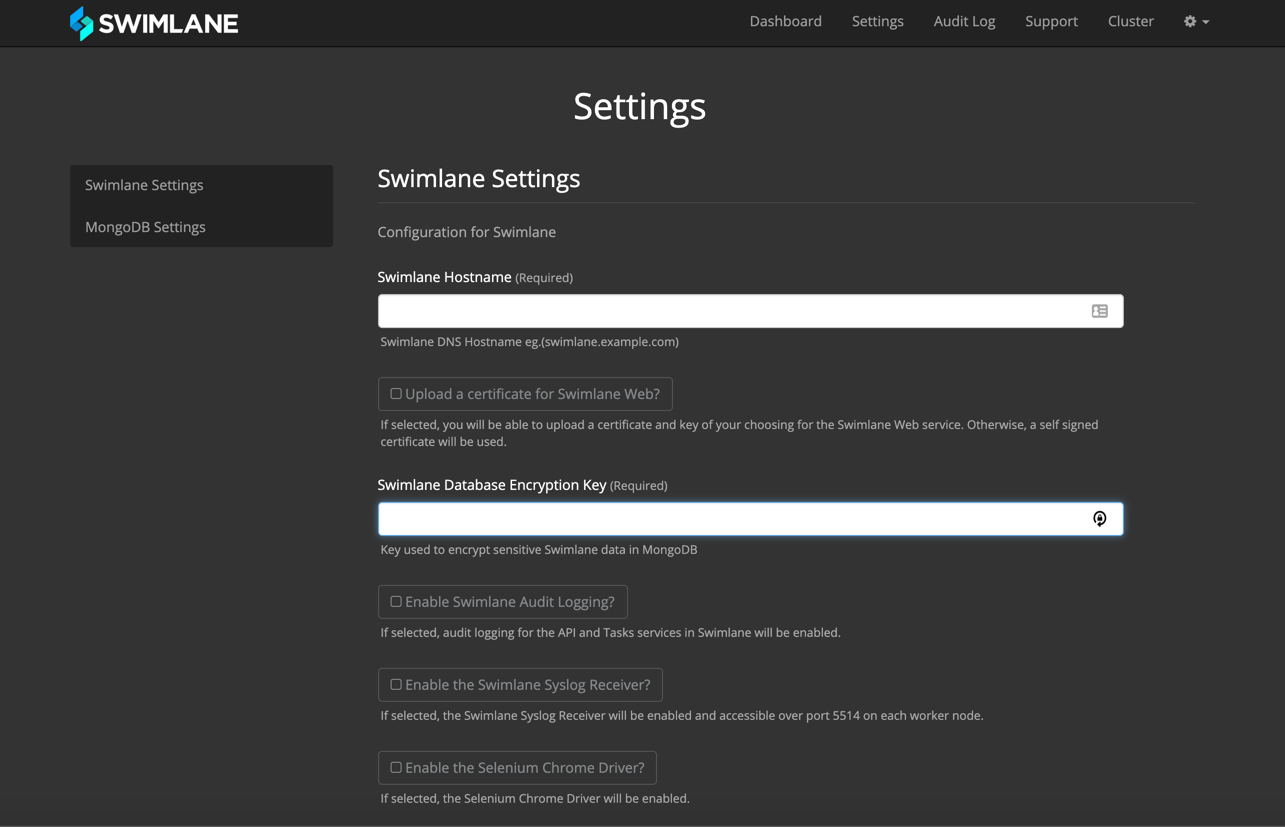 SWIMLANE
Dashboard Settings Audit Log Support Cluster
Settings
Swimlane Settings
MongoDB Settings
Swimlane Settings
Configuration for Swimlane
Swimlane Hostname (Required)
Swimlane DNS Hostname eg.(swimlane.example.com)
Upload a certificate for Swimlane Web?
If selected, you will be able to upload a certificate and key of your choosing for the Swimlane Web service. Otherwise, a self signed
certificate will be used.
Swimlane Database Encryption Key (Required)
Key used to encrypt sensitive Swimlane data in MongoDB
Enable Swimlane Audit Logging?
If selected, audit logging for the API and Tasks services in Swimlane will be enabled.
Enable the Swimlane Syslog Receiver?
If selected, the Swimlane Syslog Receiver will be enabled and accessible over port 5514 on each worker node.
Enable the Selenium Chrome Driver?
If selected, the Selenium Chrome Driver will be enabled.